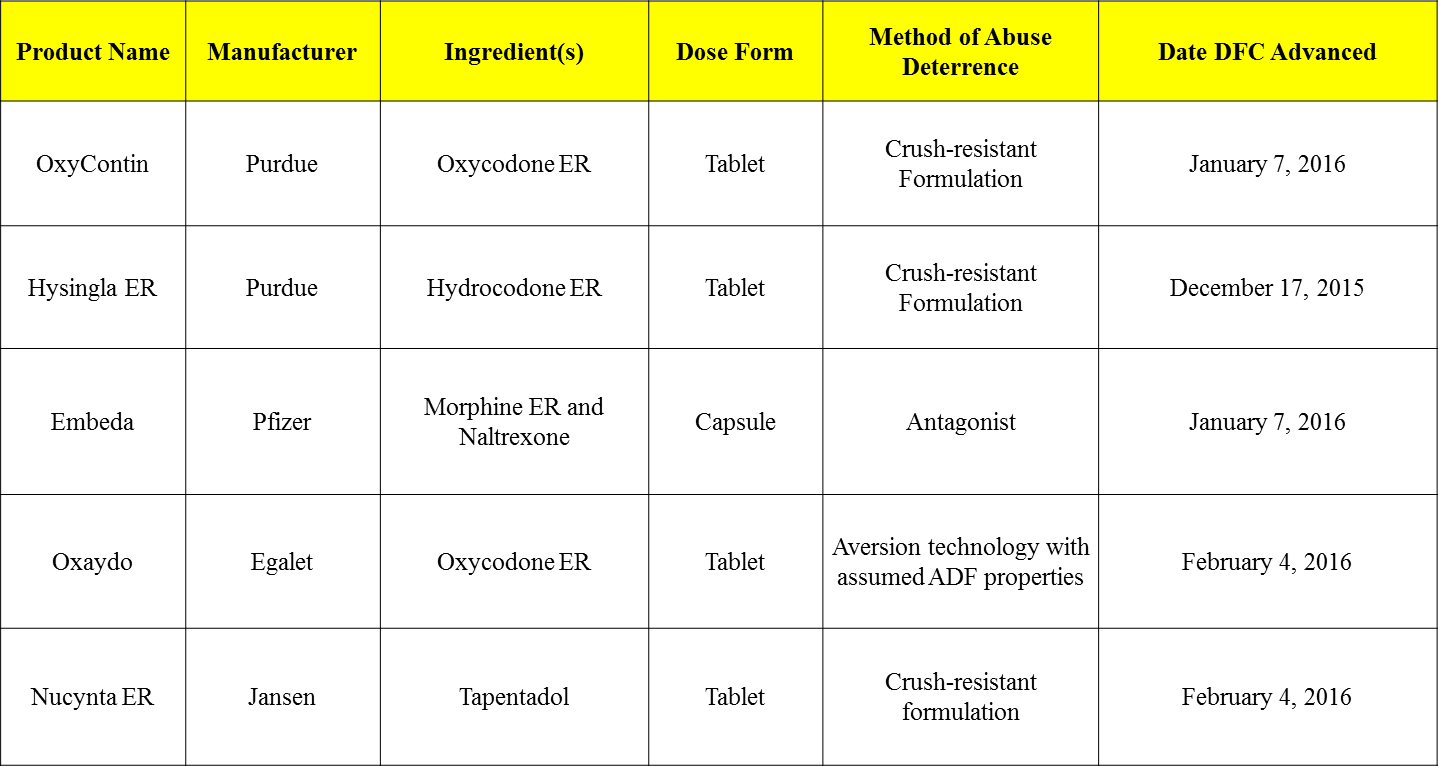 Product Name
Manufacturer
Ingredient(s)
Dose Form
Method of Abuse
Deterrence
Date DFC Advanced
OxyContin
Purdue
Oxycodone ER
Tablet
Crush-resistant
Formulation
January 7, 2016
Hysingla ER
Purdue
Hydrocodone ER
Tablet
Crush-resistant
Formulation
December 17, 2015
Embeda
Pfizer
Morphine ER and
Naltrexone
Capsule
Antagonist
January 7, 2016
Oxaydo
Egalet
Oxycodone ER
Tablet
Aversion technology with
assumed ADF properties
February 4, 2016
Nucynta ER
Jansen
Tapentadol
Tablet
Crush-resistant
formulation
February 4, 2016